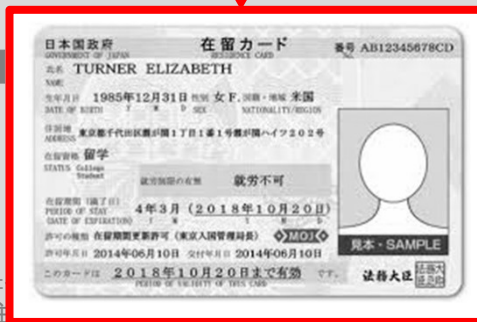 日本国政府 在留カード 番号 AB12345678CD
GOVERNMENT OF JAPAN RESIDENCE CARD No.
氏名 TURNER ELIZABETH
NAME
生年月日 1985年12月31日 性別 女 F. 国籍・地域 米国
DATE OF BIRTH Y M D SEX NATIONALITY/REGION
住居地 東京都千代田区霞が関1丁目1番1号霞が関ハイツ202号
ADDRESS
在留資格 留学
STATUS College
Student
就労制限の有無 就労不可
在留期間(満了日)
PERIOD OF STAY 4年3月(2018年10月20日)
(DATE OF EXPIRATION) Y M Y M D
許可の種類 在留期間更新許可(東京入国管理局長) MOJ
見本・SAMPLE
許可年月日 2014年06月10日 交付年月日 2014年06月10日
このカードは 2018年10月20日まで有効 です。
PERIOD OF VALIDITY OF THIS CARD
法務大臣